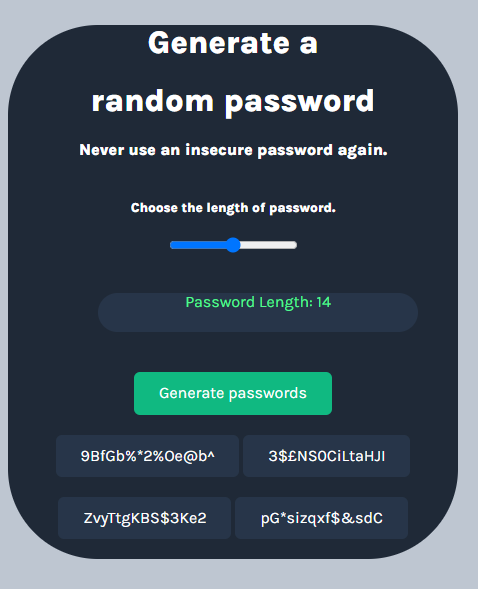 Generate a
random password
Never use an insecure password again.
Choose the length of password.
Password Length: 14
Generate passwords
9BfGb%*2%Oe@b^
3$£NSOCiLtaHJI
ZvyTtgKBS$3Ke2
pG*sizqxf$&sdC